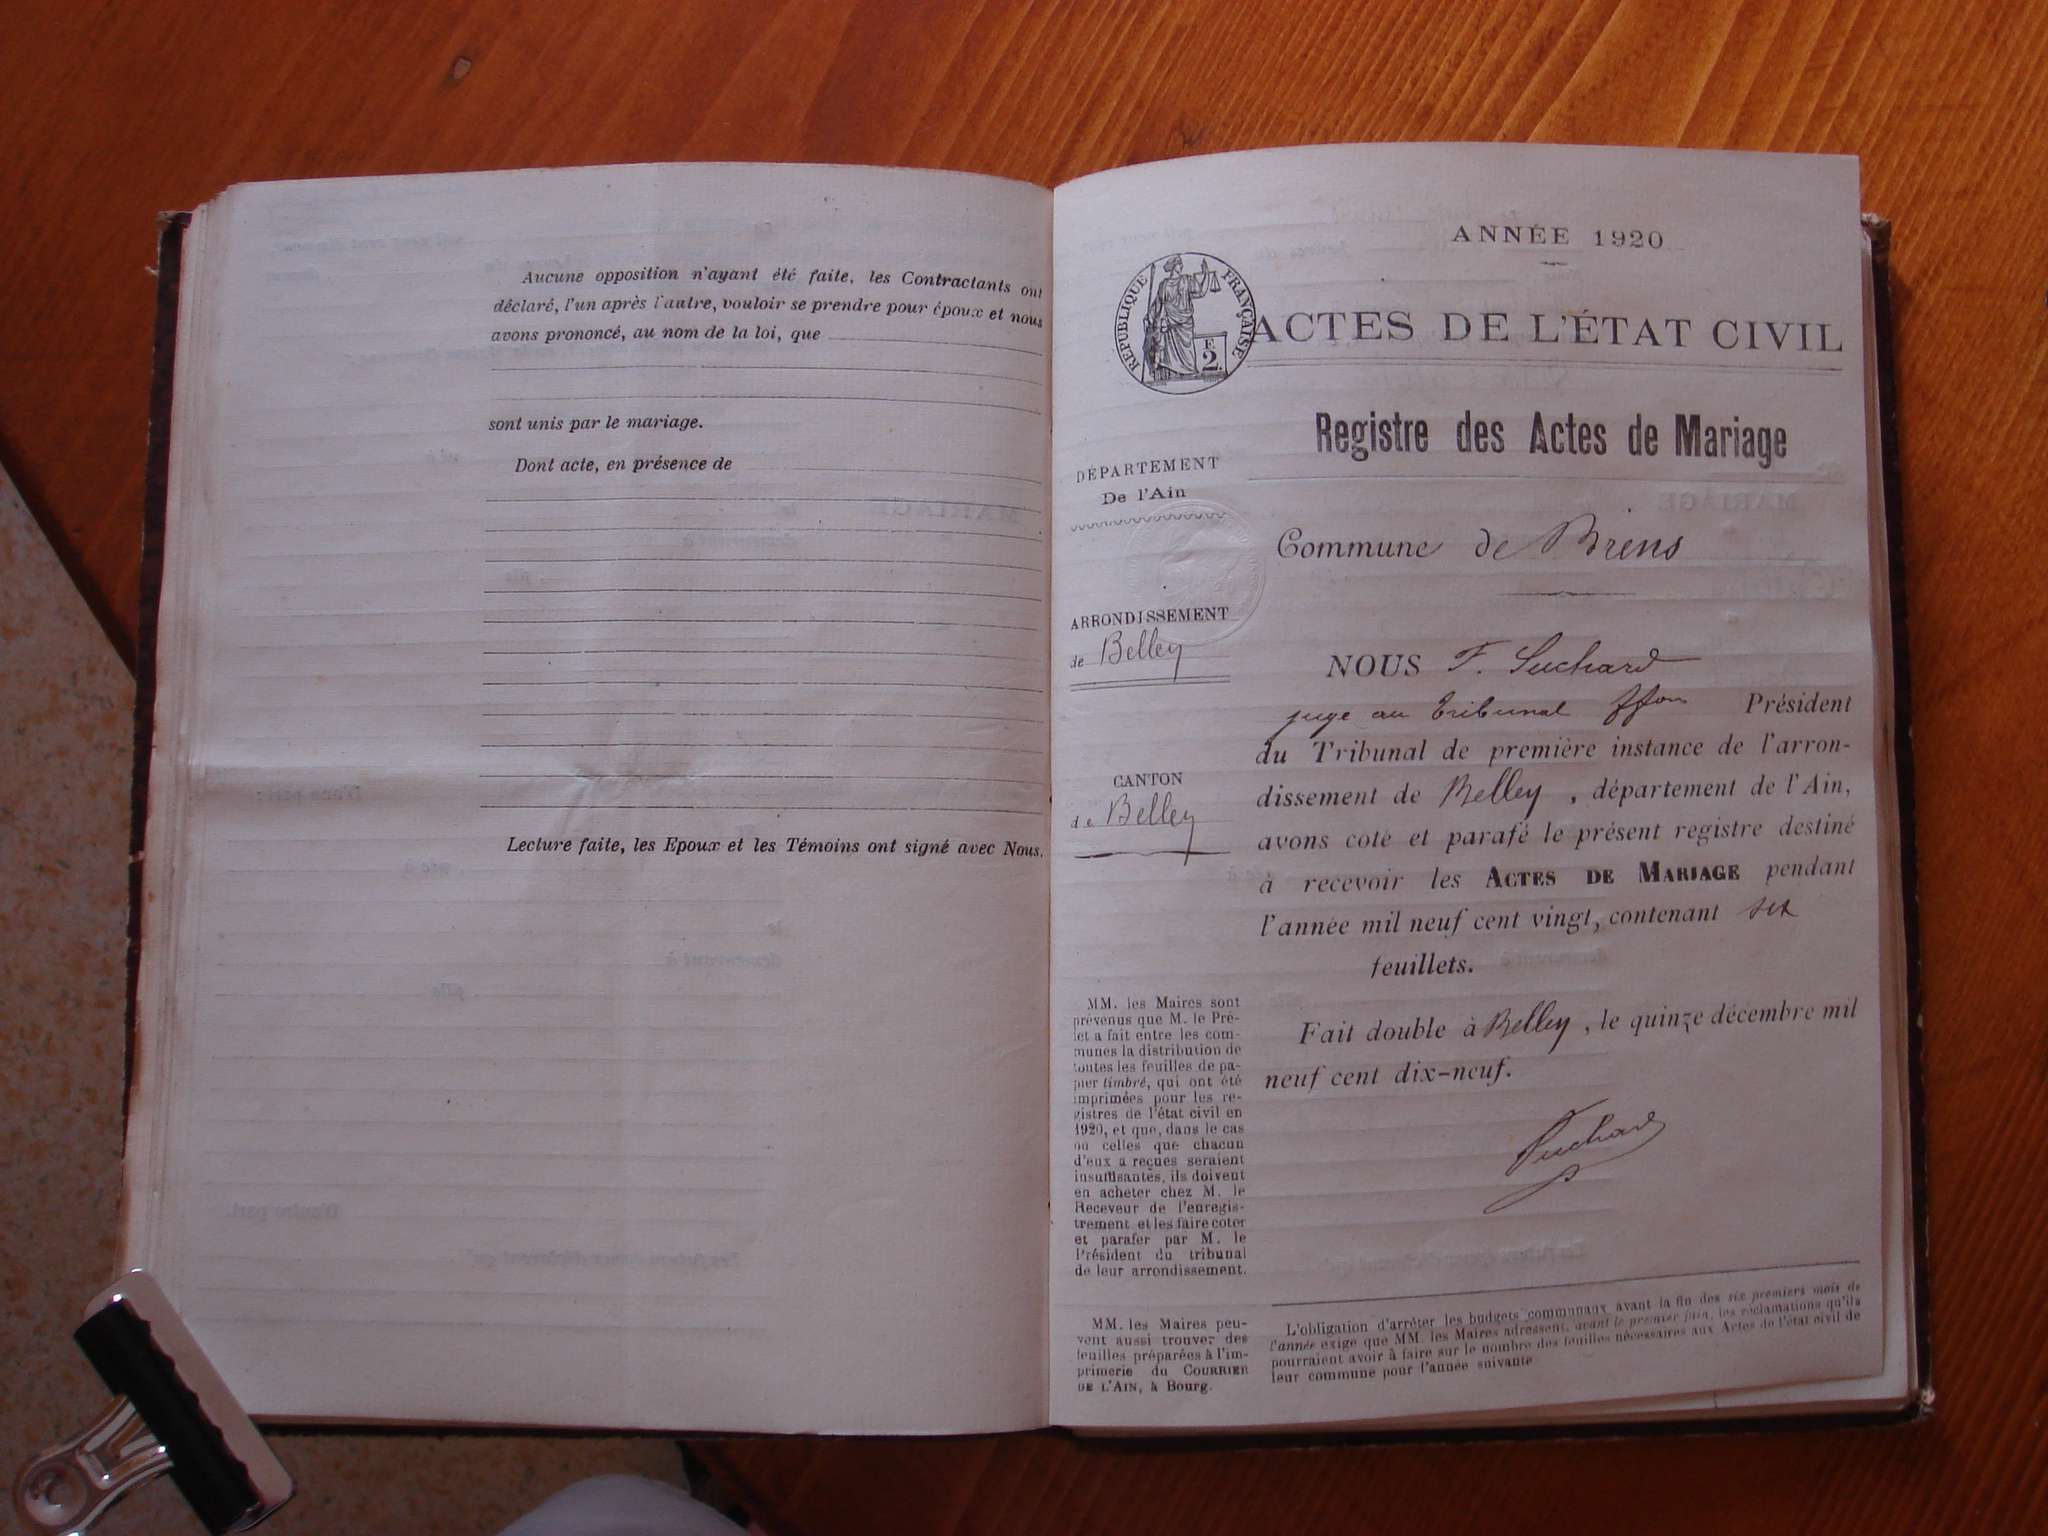 Aucune opposition n'ayant été faite, les Contractants ont
déclaré, l'un après l'autre, vouloir se prendre pour époux et nous
avons prononcé, au nom de la loi, que
sont unis par le mariage.
Dont acte, en présence de
Lecture faite, les Epoux et les Témoins ont signé avec Nous.
ANNÉE 1920
RÉPUBLIQUE FRANÇAISE
F.
2.
ACTES DE L'ÉTAT CIVIL
Registre des Actes de Mariage
DÉPARTEMENT
De l'Ain
Commune de Brens
ARRONDISSEMENT
de Belley
CANTON
de Belley
MM. les Maires sont
prévenus que M. le Pré-
fet a fait entre les com-
munes la distribution de
toutes les feuilles de pa-
pier timbré, qui ont été
imprimées pour les re-
gistres de l'état civil en
1920, et que, dans le cas
où celles que chacun
d'eux a reçues seraient
insuffisantes, ils doivent
en acheter chez M. le
Receveur de l'enregis-
trement et les faire coter
et parafer par M. le
Président du tribunal
de leur arrondissement.
MM. les Maires peu-
vent aussi trouver des
feuilles préparées à l'im-
primerie du COURRIER
DE L'AIN, à Bourg.
NOUS F. Suchard
juge au tribunal ffon Président
du Tribunal de première instance de l'arron-
dissement de Belley, département de l'Ain,
avons coté et parafé le présent registre destiné
à recevoir les ACTES DE MARIAGE pendant
l'année mil neuf cent vingt, contenant six
feuillets.
Fait double à Belley, le quinze décembre mil
neuf cent dix-neuf.
Suchard
L'obligation d'arrêter les budgets communaux avant la fin des six premiers mois de
l'année exige que MM. les Maires adressent, avant le premier juin, les réclamations qu'ils
pourraient avoir à faire sur le nombre des feuilles nécessaires aux Actes de l'état civil de
leur commune pour l'année suivante